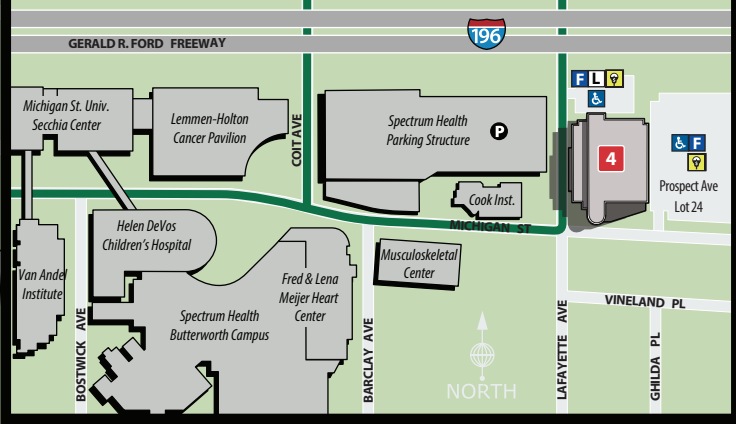 196
GERALD R. FORD FREEWAY
F L
Michigan St. Univ.
Secchia Center
Lemmen-Holton
Cancer Pavilion
COIT AVE
Spectrum Health
Parking Structure
P
4
F
Prospect Ave
Lot 24
Cook Inst.
MICHIGAN ST
Helen DeVos
Children's Hospital
Musculoskeletal
Center
Van Andel
Institute
Fred & Lena
Meijer Heart
Center
Spectrum Health
Butterworth Campus
BOSTWICK AVE
BARCLAY AVE
LAFAYETTE AVE
VINELAND PL
GHILDA PL
NORTH